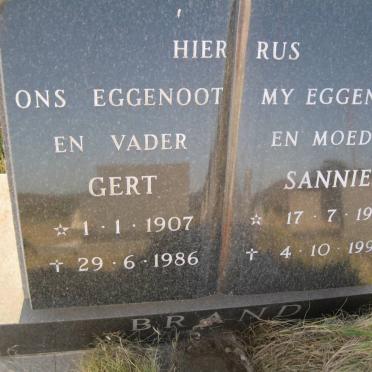 HIER RUS
ONS EGGENOOT
EN VADER
GERT
☆ 1 · 1 · 1907
✝ 29 · 6 · 1986
MY EGGEN
EN MOED
SANNIE
☆ 17 · 7 · 19
✝ 4 · 10 · 199
BRAND